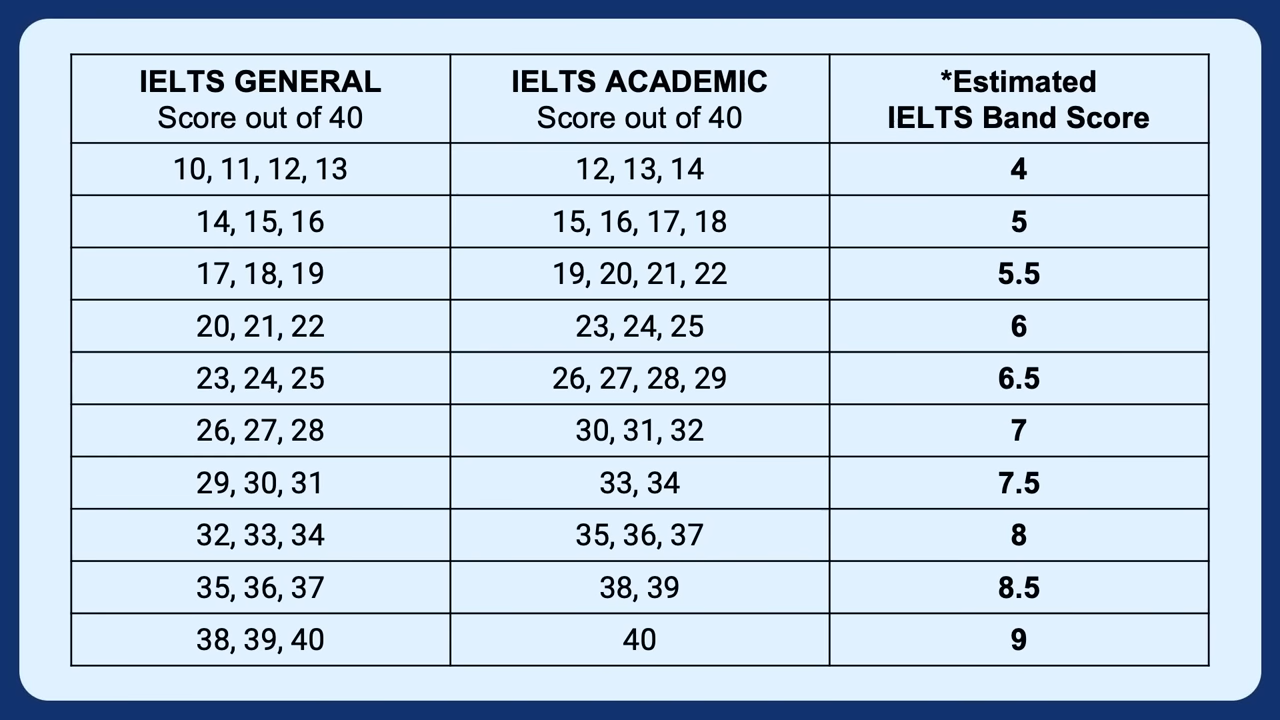 IELTS GENERAL
Score out of 40
IELTS ACADEMIC
Score out of 40
*Estimated
IELTS Band Score
10, 11, 12, 13 12, 13, 14 4
14, 15, 16 15, 16, 17, 18 5
17, 18, 19 19, 20, 21, 22 5.5
20, 21, 22 23, 24, 25 6
23, 24, 25 26, 27, 28, 29 6.5
26, 27, 28 30, 31, 32 7
29, 30, 31 33, 34 7.5
32, 33, 34 35, 36, 37 8
35, 36, 37 38, 39 8.5
38, 39, 40 40 9